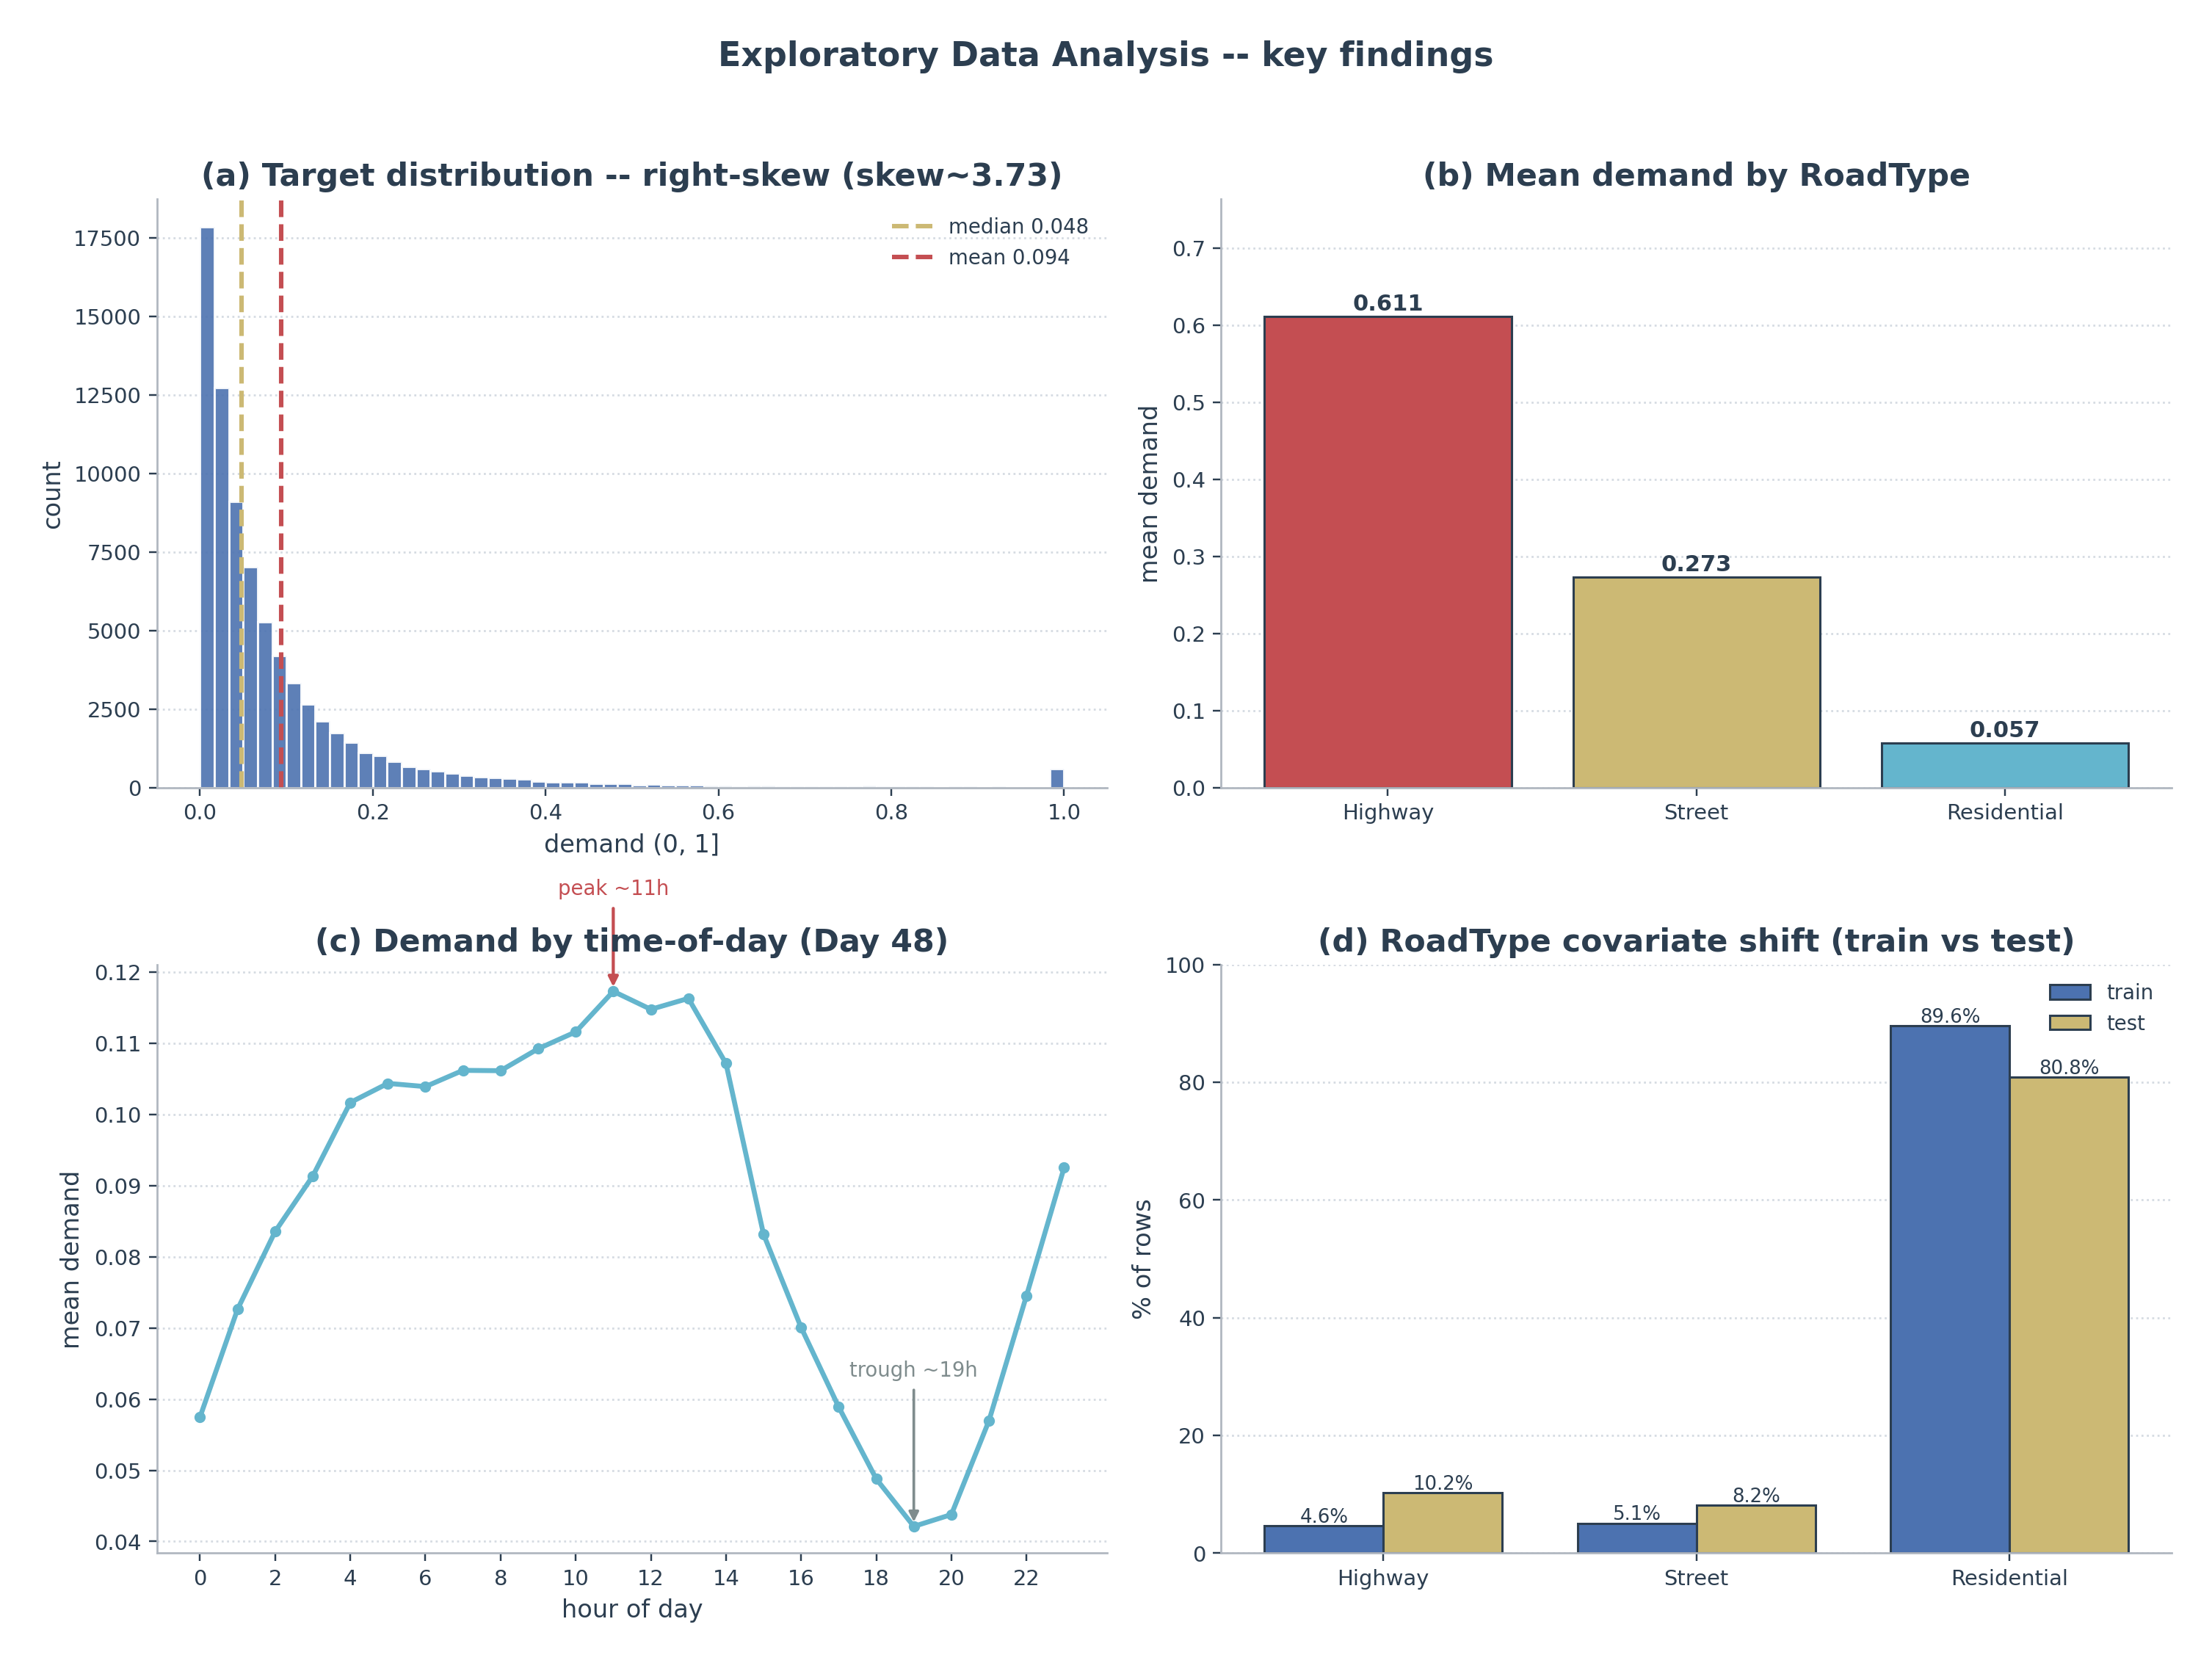 Exploratory Data Analysis -- key findings
(a) Target distribution -- right-skew (skew~3.73)
median 0.048
mean 0.094
17500
15000
12500
10000
7500
5000
2500
0
count
0.0 0.2 0.4 0.6 0.8 1.0
demand (0, 1]
(b) Mean demand by RoadType
0.7
0.6
0.5
0.4
0.3
0.2
0.1
0.0
mean demand
0.611
0.273
0.057
Highway Street Residential
peak ~11h
(c) Demand by time-of-day (Day 48)
0.12
0.11
0.10
0.09
0.08
0.07
0.06
0.05
0.04
mean demand
trough ~19h
0 2 4 6 8 10 12 14 16 18 20 22
hour of day
(d) RoadType covariate shift (train vs test)
train
test
100
80
60
40
20
0
% of rows
4.6%
10.2%
5.1%
8.2%
89.6%
80.8%
Highway Street Residential